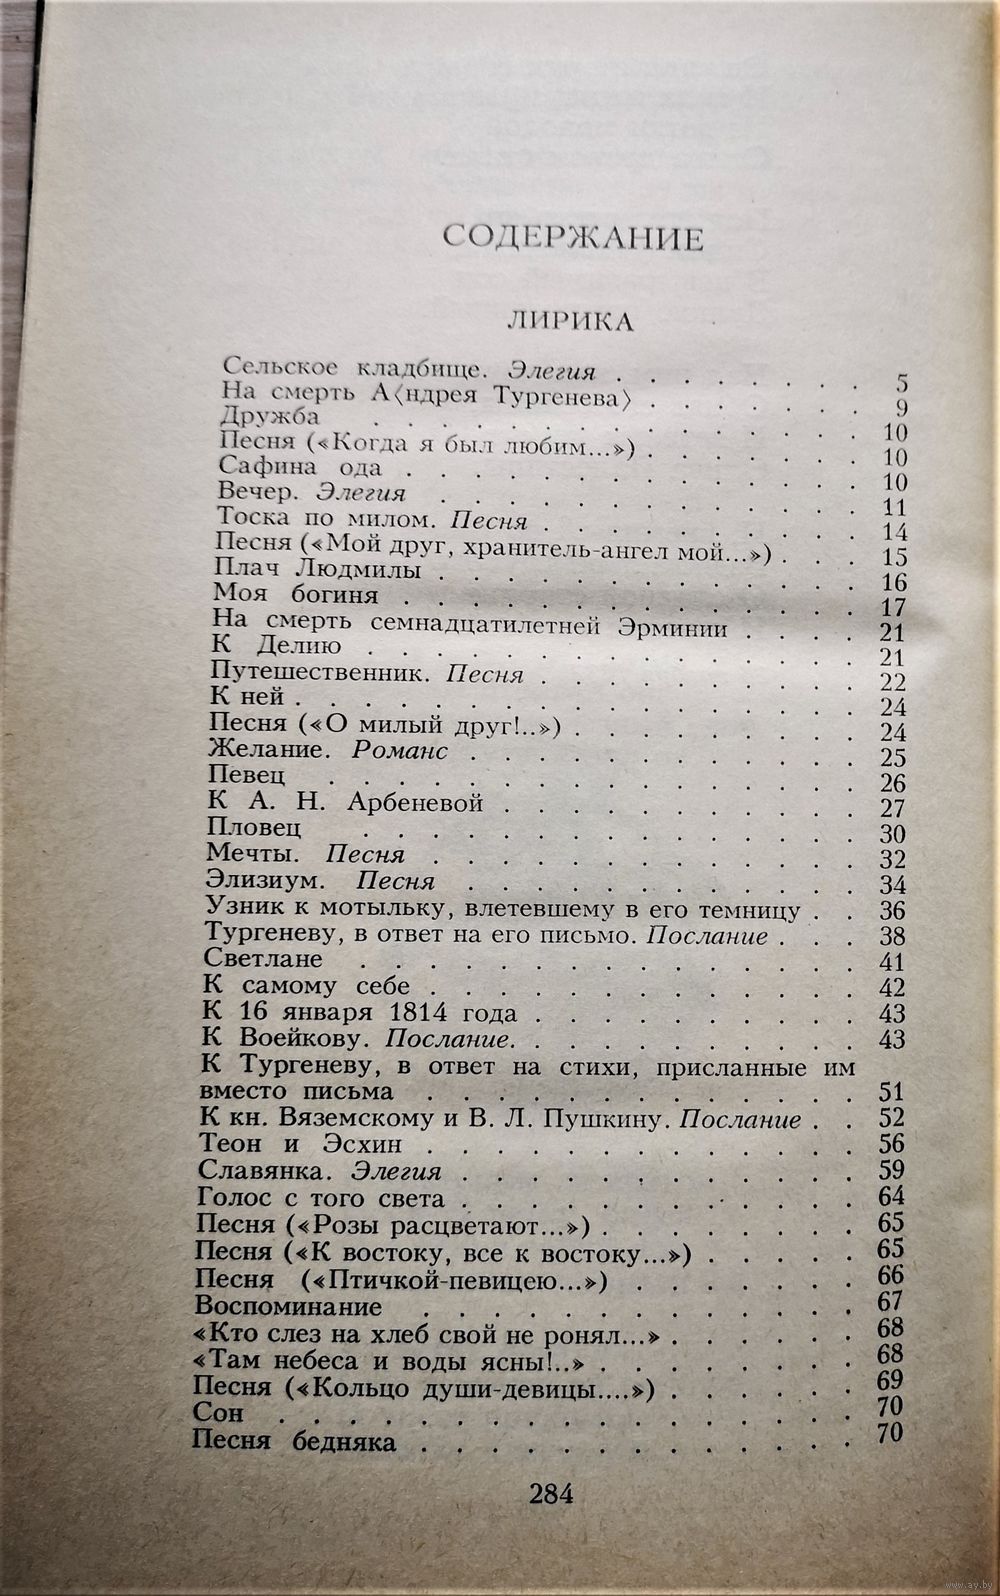 СОДЕРЖАНИЕ
ЛИРИКА
Сельское кладбище. Элегия . . . . . . . . 5
На смерть А⟨ндрея Тургенева⟩ . . . . . . . 9
Дружба . . . . . . . . . . . . . 10
Песня («Когда я был любим...») . . . . . . . 10
Сафина ода . . . . . . . . . . . . 10
Вечер. Элегия . . . . . . . . . . . 11
Тоска по милом. Песня . . . . . . . . . 14
Песня («Мой друг, хранитель-ангел мой...») . . . 15
Плач Людмилы . . . . . . . . . . . 16
Моя богиня . . . . . . . . . . . . 17
На смерть семнадцатилетней Эрминии . . . . 21
К Делию . . . . . . . . . . . . . 21
Путешественник. Песня . . . . . . . . . 22
К ней . . . . . . . . . . . . . . 24
Песня («О милый друг!..») . . . . . . . . 24
Желание. Романс . . . . . . . . . . 25
Певец . . . . . . . . . . . . . 26
К А. Н. Арбеневой . . . . . . . . . . 27
Пловец . . . . . . . . . . . . . 30
Мечты. Песня . . . . . . . . . . . 32
Элизиум. Песня . . . . . . . . . . 34
Узник к мотыльку, влетевшему в его темницу . . 36
Тургеневу, в ответ на его письмо. Послание . . . 38
Светлане . . . . . . . . . . . . 41
К самому себе . . . . . . . . . . . 42
К 16 января 1814 года . . . . . . . . . 43
К Воейкову. Послание. . . . . . . . . . 43
К Тургеневу, в ответ на стихи, присланные им
вместо письма . . . . . . . . . . . 51
К кн. Вяземскому и В. Л. Пушкину. Послание . . 52
Теон и Эсхин . . . . . . . . . . . 56
Славянка. Элегия . . . . . . . . . . 59
Голос с того света . . . . . . . . . . 64
Песня («Розы расцветают...») . . . . . . . 65
Песня («К востоку, все к востоку...») . . . . . 65
Песня («Птичкой-певицею...») . . . . . . . 66
Воспоминание . . . . . . . . . . . 67
«Кто слез на хлеб свой не ронял...» . . . . . . 68
«Там небеса и воды ясны!..» . . . . . . . 68
Песня («Кольцо души-девицы....») . . . . . . 69
Сон . . . . . . . . . . . . . . 70
Песня бедняка . . . . . . . . . . . 70
284
www.ay.by